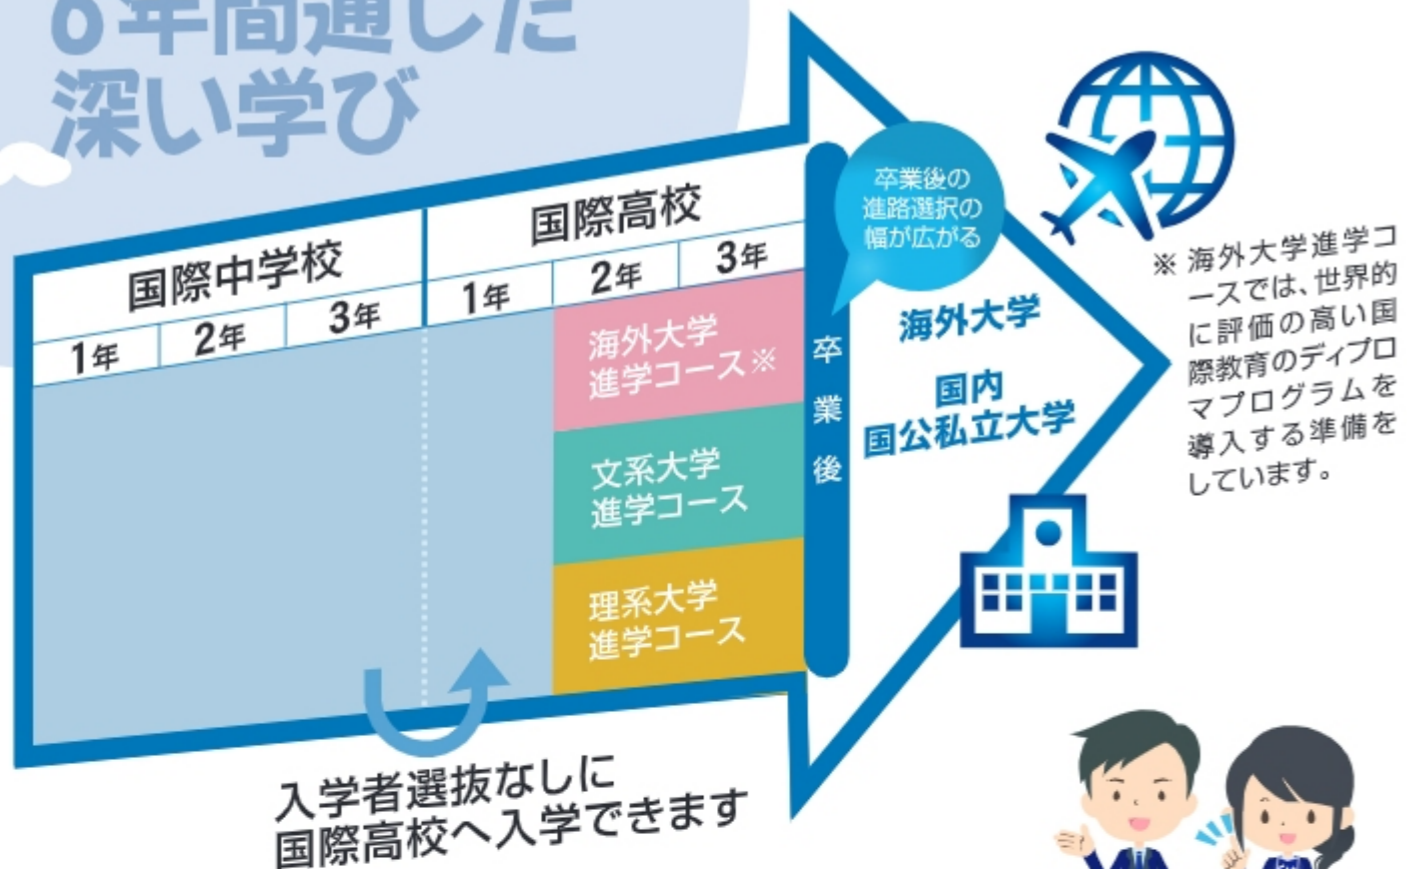 6年間通した
深い学び
国際中学校
国際高校
1年
2年
3年
1年
2年
3年
海外大学
進学コース※
文系大学
進学コース
理系大学
進学コース
卒業後
卒業後の
進路選択の
幅が広がる
海外大学
国内
国公私立大学
※ 海外大学進学コ
ースでは、世界的
に評価の高い国
際教育のディプロ
マプログラムを
導入する準備を
しています。
入学者選抜なしに
国際高校へ入学できます